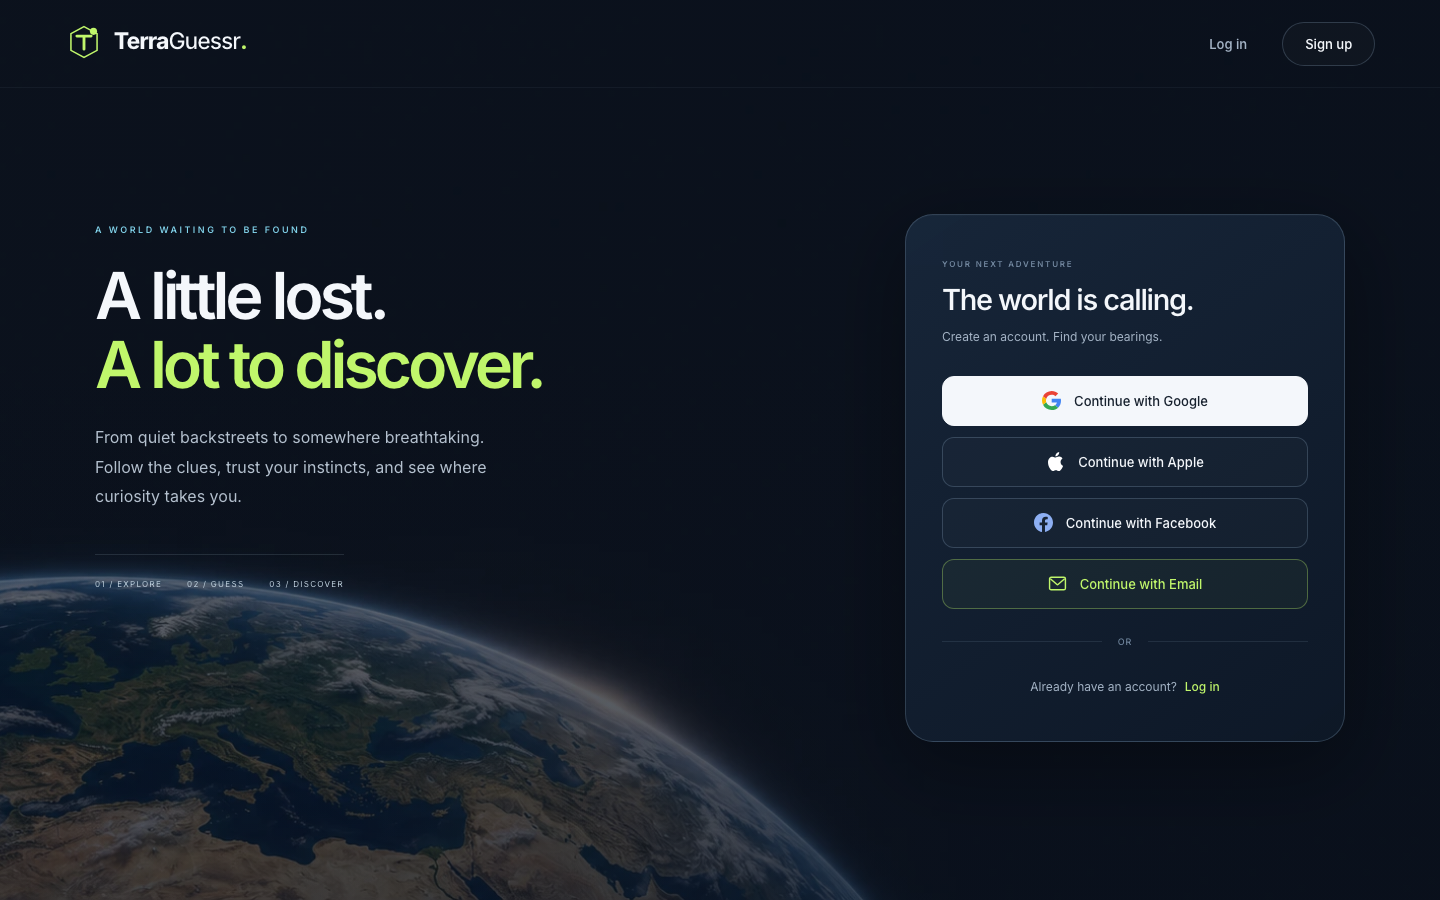 TerraGuessr.
Log in
Sign up
A WORLD WAITING TO BE FOUND
A little lost.
A lot to discover.
From quiet backstreets to somewhere breathtaking.
Follow the clues, trust your instincts, and see where
curiosity takes you.
01 / EXPLORE
02 / GUESS
03 / DISCOVER
YOUR NEXT ADVENTURE
The world is calling.
Create an account. Find your bearings.
Continue with Google
Continue with Apple
Continue with Facebook
Continue with Email
OR
Already have an account? Log in